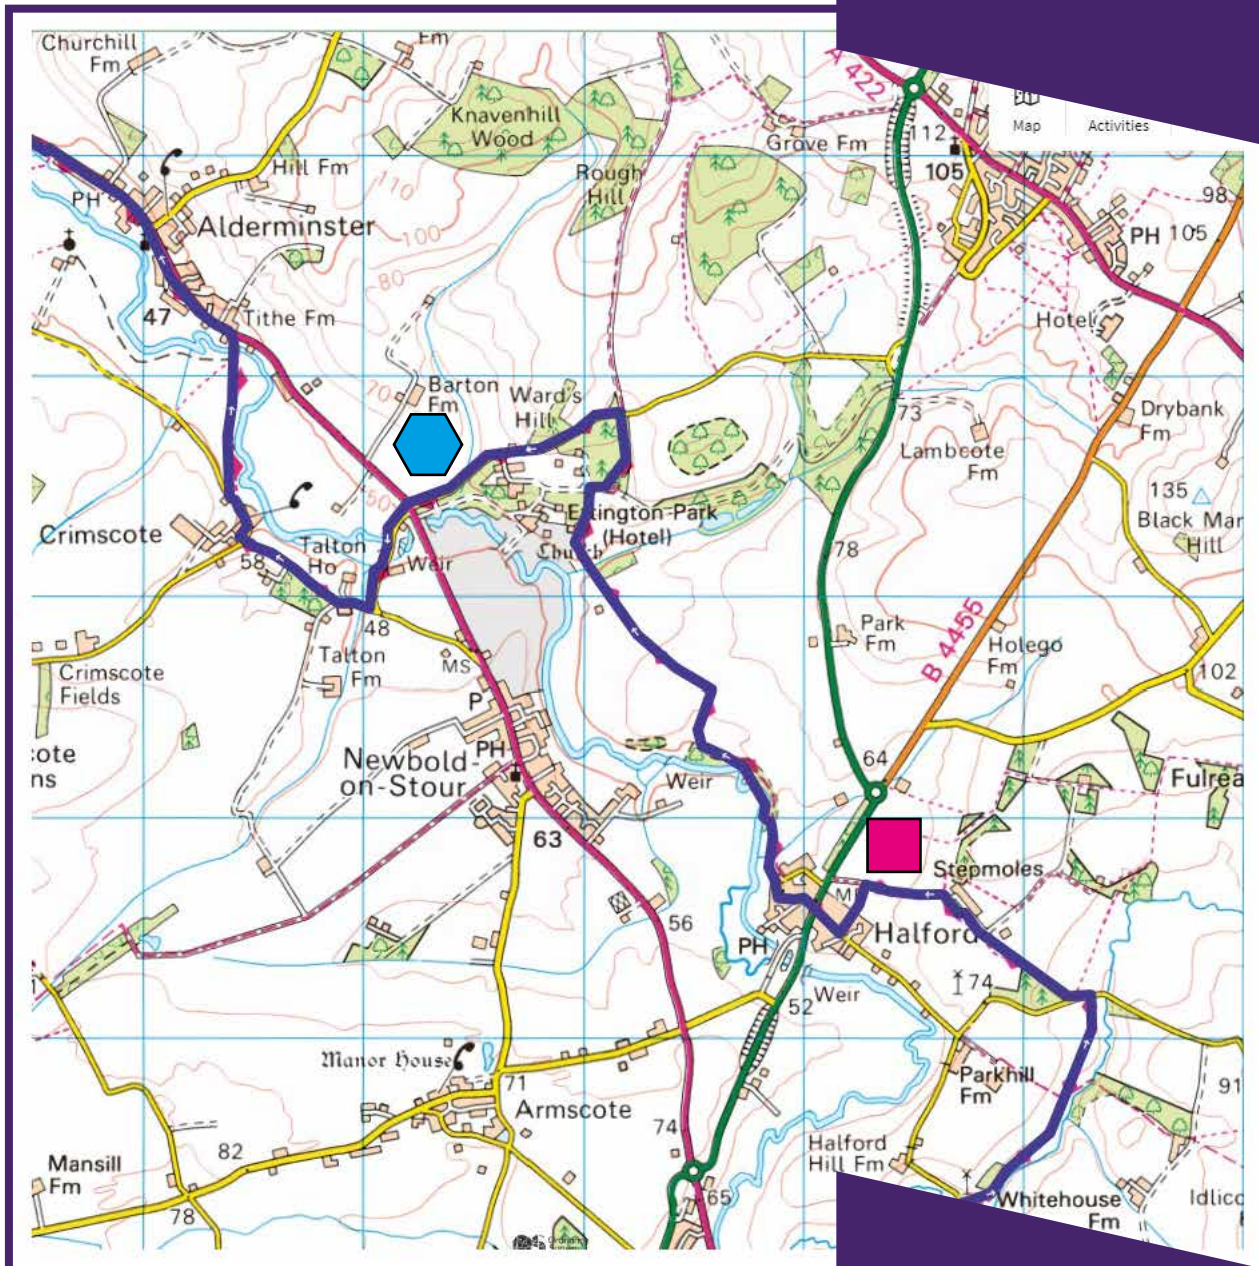 Churchill
Fm
Fm
A 422
Map
Activities
Knavenhill
Wood
Grove Fm
112
105
Hill Fm
110
Rough
Hill
98
PH
Alderminster
100
PH 105
80
47
Tithe Fm
Hotel
Barton
Fm
70
Ward's
Hill
73
Drybank
Fm
Lambcote
Fm
50
135
Black Mar
Hill
Crimscote
Ettington Park
(Hotel)
Church
Talton
Ho
Weir
78
58
48
Park
Fm
B 4455
Holego
Fm
MS
Talton
Fm
Crimscote
Fields
102
P
PH
Newbold-
on-Stour
cote
ns
64
Weir
Fulrea
63
Stepmoles
M
56
PH
Halford
74
Weir
52
Manor House
71
Parkhill
Fm
91
Armscote
74
82
Halford
Hill Fm
Mansill
Fm
78
65
Whitehouse
Fm
Idlico